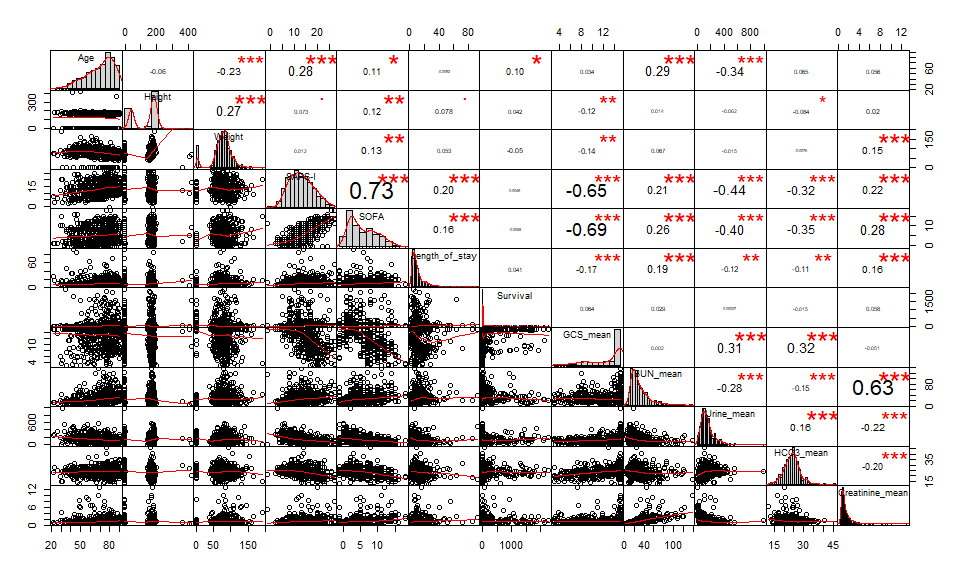 0 200 400 0 10 20 0 40 80 4 8 12 0 400 800 0 2 4 6 8 12
Age -0.06 -0.23 *** 0.28 *** 0.11 * 0.10 * 0.034 0.29 *** -0.34 *** 0.065 0.056 20 60
0 300 Height 0.27 *** 0.073 . 0.12 ** 0.078 . 0.042 -0.12 ** 0.014 -0.062 -0.084 * 0.02
Weight 0.012 0.13 ** 0.053 -0.05 -0.14 ** 0.067 -0.015 0.15 *** 0 50 150
0 15 0.73 *** 0.20 *** -0.65 *** 0.21 *** -0.44 *** -0.32 *** 0.22 ***
SOFA 0.16 *** -0.69 *** 0.26 *** -0.40 *** -0.35 *** 0.28 *** 0 10
0 60 Length_of_stay 0.041 -0.17 *** 0.19 *** -0.12 ** -0.11 ** 0.16 ***
Survival 0.064 0.029 -0.015 0.058 0 1500
4 10 GCS_mean 0.002 0.31 *** 0.32 *** -0.051
BUN_mean -0.28 *** -0.15 *** 0.63 *** 0 80
0 600 Urine_mean 0.16 *** -0.22 ***
HCO3_mean -0.20 *** 15 35
0 6 12 Creatinine_mean
20 40 60 80 0 50 150 0 5 10 0 1000 0 40 100 15 25 35 45